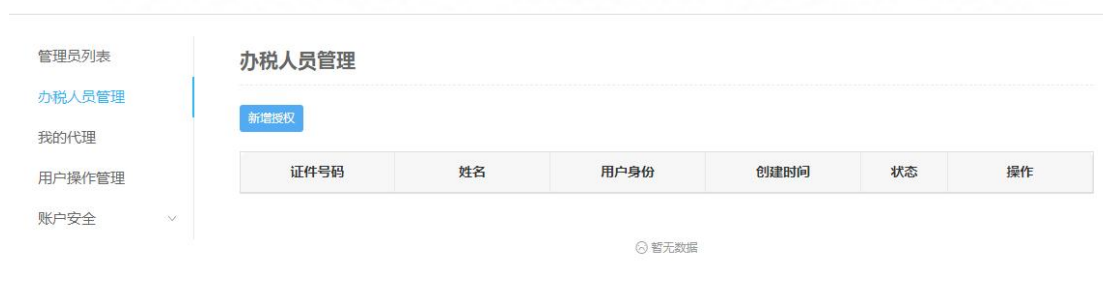 管理员列表
办税人员管理
我的代理
用户操作管理
账户安全
办税人员管理
新增授权
证件号码 姓名 用户身份 创建时间 状态 操作
暂无数据